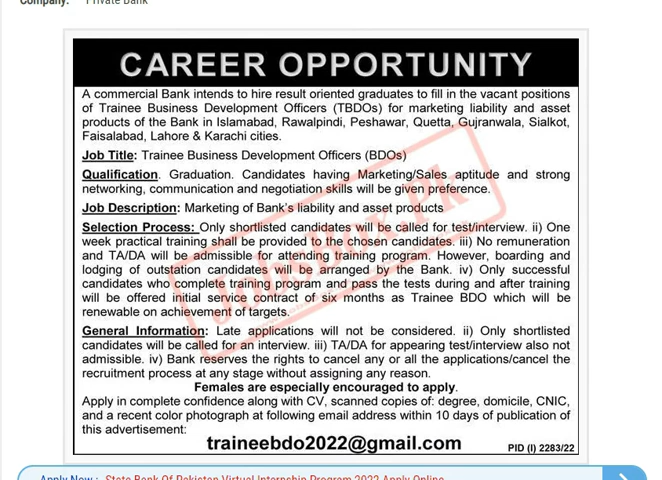 Company: Private Bank
CAREER OPPORTUNITY
A commercial Bank intends to hire result oriented graduates to fill in the vacant positions
of Trainee Business Development Officers (TBDOs) for marketing liability and asset
products of the Bank in Islamabad, Rawalpindi, Peshawar, Quetta, Gujranwala, Sialkot,
Faisalabad, Lahore & Karachi cities.
Job Title: Trainee Business Development Officers (BDOs)
Qualification. Graduation. Candidates having Marketing/Sales aptitude and strong
networking, communication and negotiation skills will be given preference.
Job Description: Marketing of Bank's liability and asset products
Selection Process: Only shortlisted candidates will be called for test/interview. ii) One
week practical training shall be provided to the chosen candidates. iii) No remuneration
and TA/DA will be admissible for attending training program. However, boarding and
lodging of outstation candidates will be arranged by the Bank. iv) Only successful
candidates who complete training program and pass the tests during and after training
will be offered initial service contract of six months as Trainee BDO which will be
renewable on achievement of targets.
General Information: Late applications will not be considered. ii) Only shortlisted
candidates will be called for an interview. iii) TA/DA for appearing test/interview also not
admissible. iv) Bank reserves the rights to cancel any or all the applications/cancel the
recruitment process at any stage without assigning any reason.
Females are especially encouraged to apply.
Apply in complete confidence along with CV, scanned copies of: degree, domicile, CNIC,
and a recent color photograph at following email address within 10 days of publication of
this advertisement:
traineebdo2022@gmail.com
PID (I) 2283/22
JobsBox.Pk
Apply Now : State Bank Of Pakistan Virtual Internship Program 2022 Apply Online